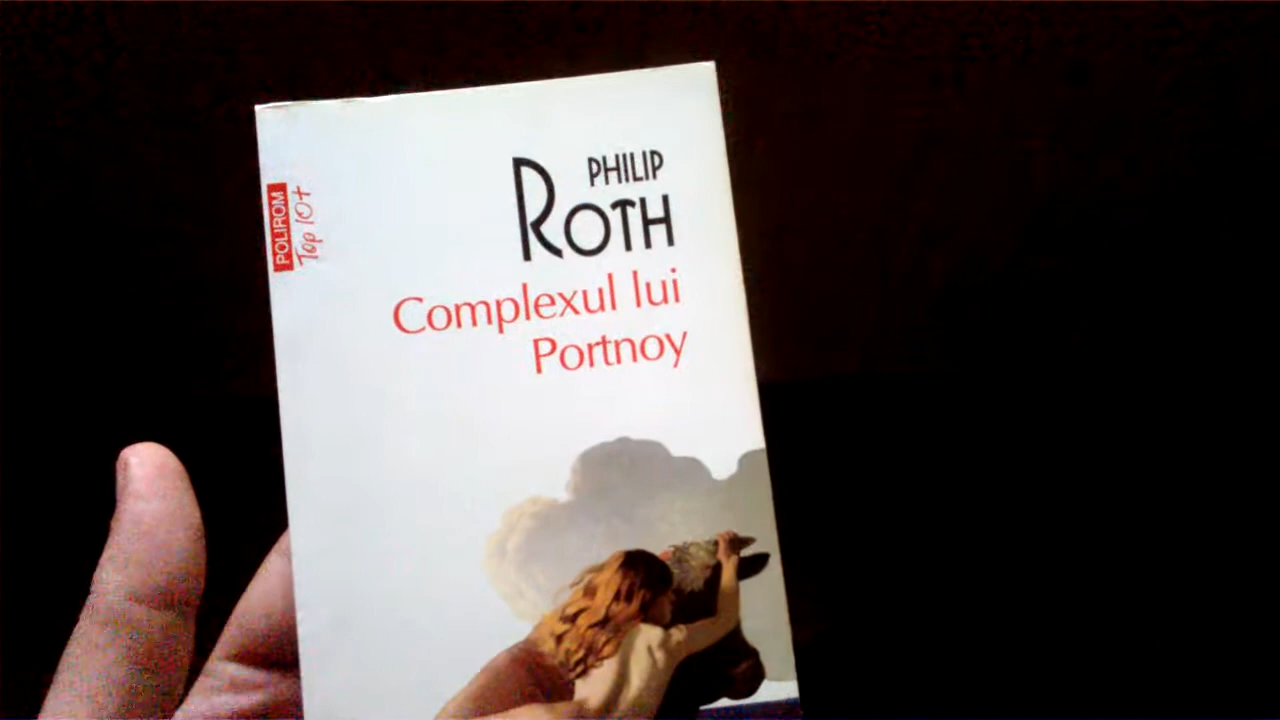 PHILIP
ROTH
Complexul lui
Portnoy
POLIROM
Top 10+